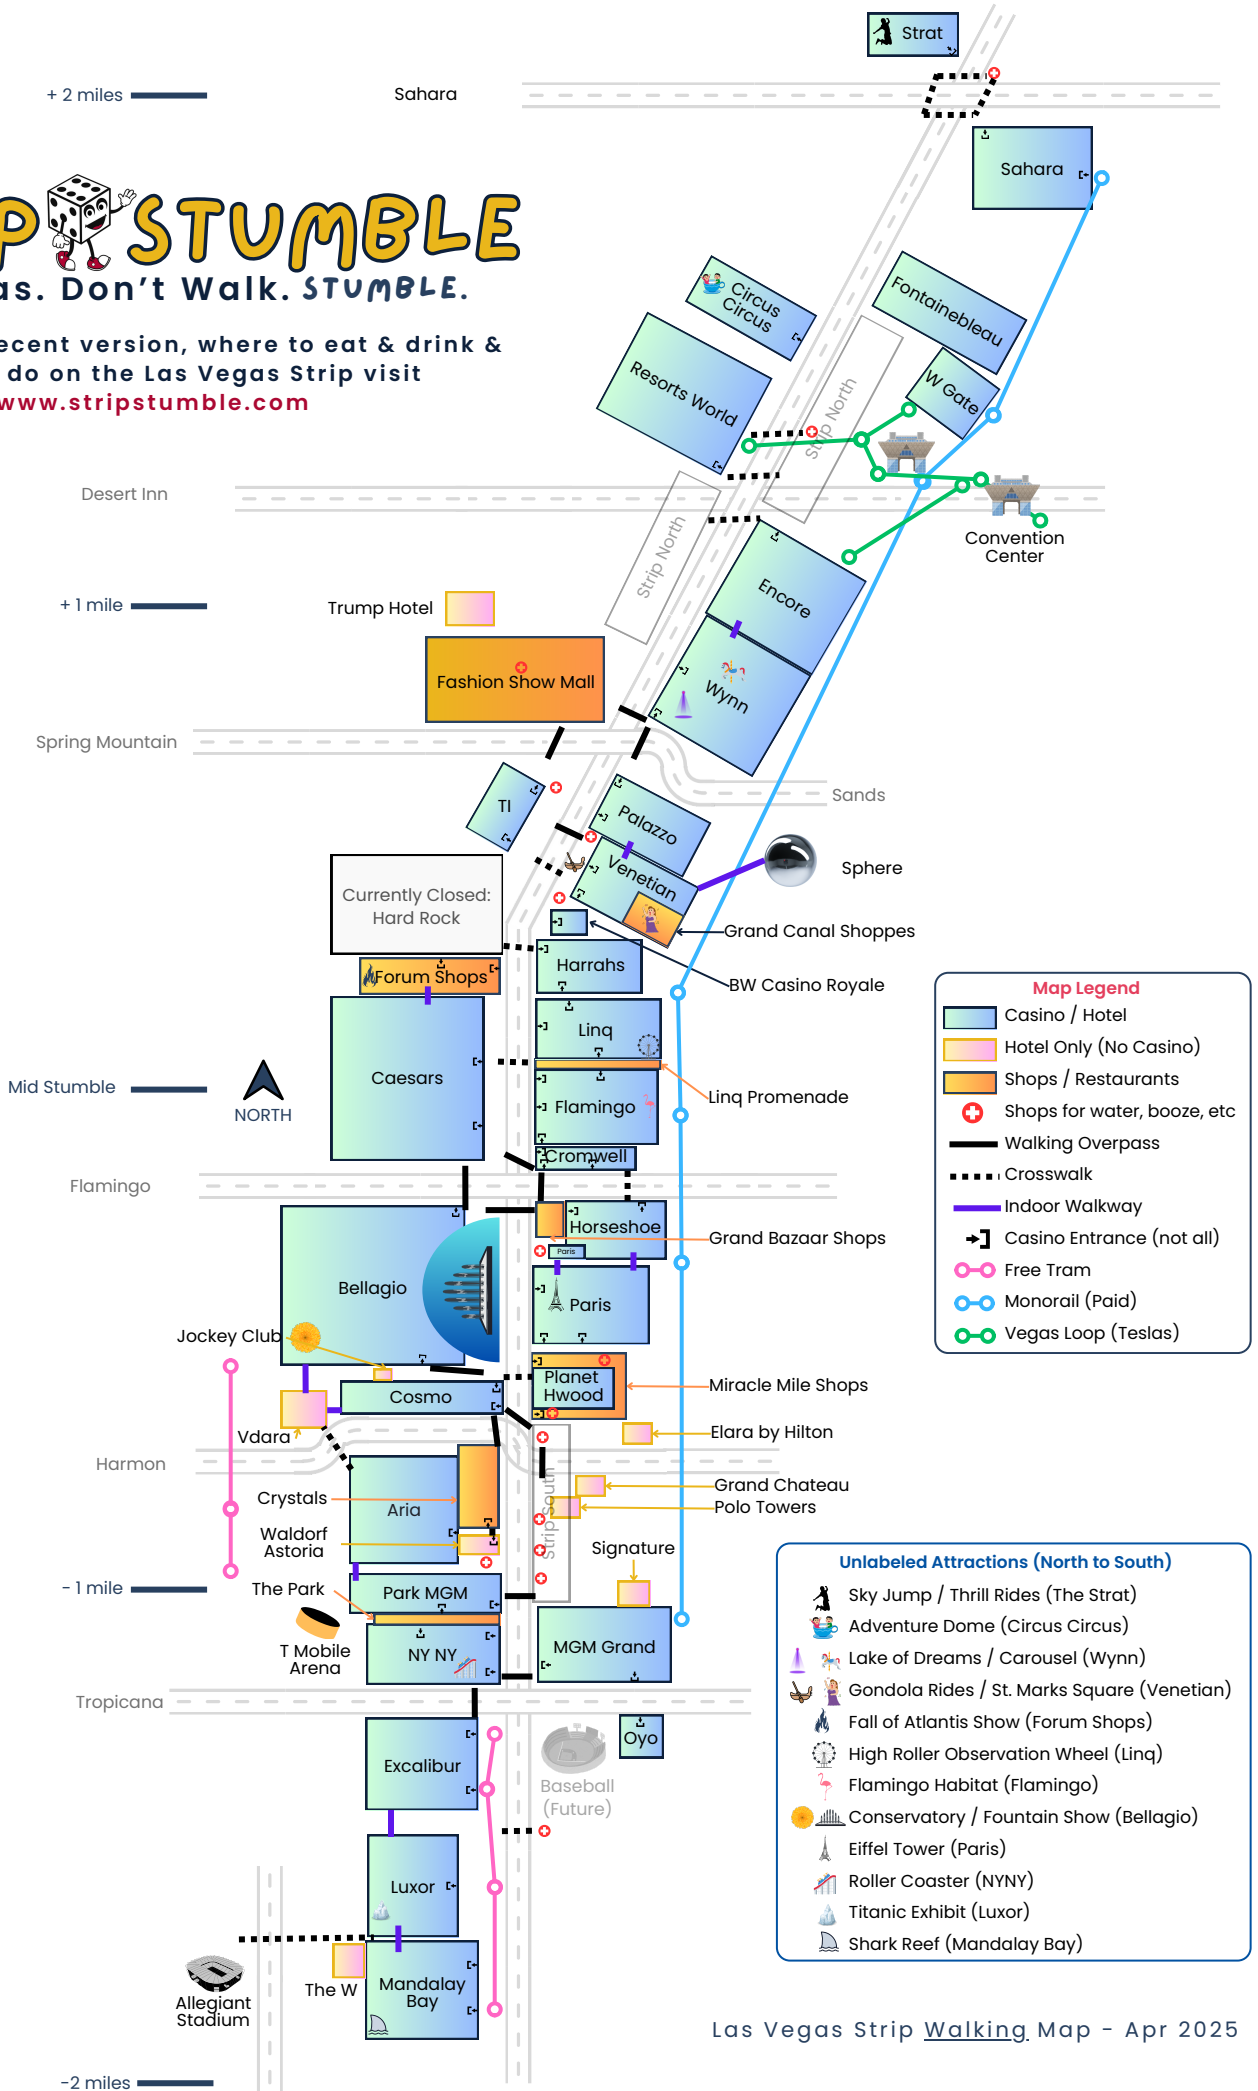 Strat
+ 2 miles
Sahara
Sahara
P STUMBLE
as. Don't Walk. STUMBLE.
ecent version, where to eat & drink &
do on the Las Vegas Strip visit
www.stripstumble.com
Circus
Circus
Fontainebleau
Resorts World
W Gate
Strip North
Desert Inn
Strip North
Convention
Center
Encore
+ 1 mile
Trump Hotel
Fashion Show Mall
Wynn
Spring Mountain
Sands
TI
Palazzo
Venetian
Sphere
Currently Closed:
Hard Rock
Grand Canal Shoppes
Harrahs
Forum Shops
BW Casino Royale
Linq
Caesars
Mid Stumble
NORTH
Flamingo
Linq Promenade
Cromwell
Flamingo
Horseshoe
Grand Bazaar Shops
Paris
Bellagio
Paris
Jockey Club
Planet
Hwood
Miracle Mile Shops
Cosmo
Vdara
Elara by Hilton
Harmon
Strip South
Crystals
Aria
Grand Chateau
Polo Towers
Waldorf
Astoria
Signature
- 1 mile
The Park
Park MGM
T Mobile
Arena
NY NY
MGM Grand
Tropicana
Excalibur
Oyo
Baseball
(Future)
Luxor
The W
Mandalay
Bay
Allegiant
Stadium
-2 miles
Map Legend
Casino / Hotel
Hotel Only (No Casino)
Shops / Restaurants
Shops for water, booze, etc
Walking Overpass
Crosswalk
Indoor Walkway
Casino Entrance (not all)
Free Tram
Monorail (Paid)
Vegas Loop (Teslas)
Unlabeled Attractions (North to South)
Sky Jump / Thrill Rides (The Strat)
Adventure Dome (Circus Circus)
Lake of Dreams / Carousel (Wynn)
Gondola Rides / St. Marks Square (Venetian)
Fall of Atlantis Show (Forum Shops)
High Roller Observation Wheel (Linq)
Flamingo Habitat (Flamingo)
Conservatory / Fountain Show (Bellagio)
Eiffel Tower (Paris)
Roller Coaster (NYNY)
Titanic Exhibit (Luxor)
Shark Reef (Mandalay Bay)
Las Vegas Strip Walking Map - Apr 2025